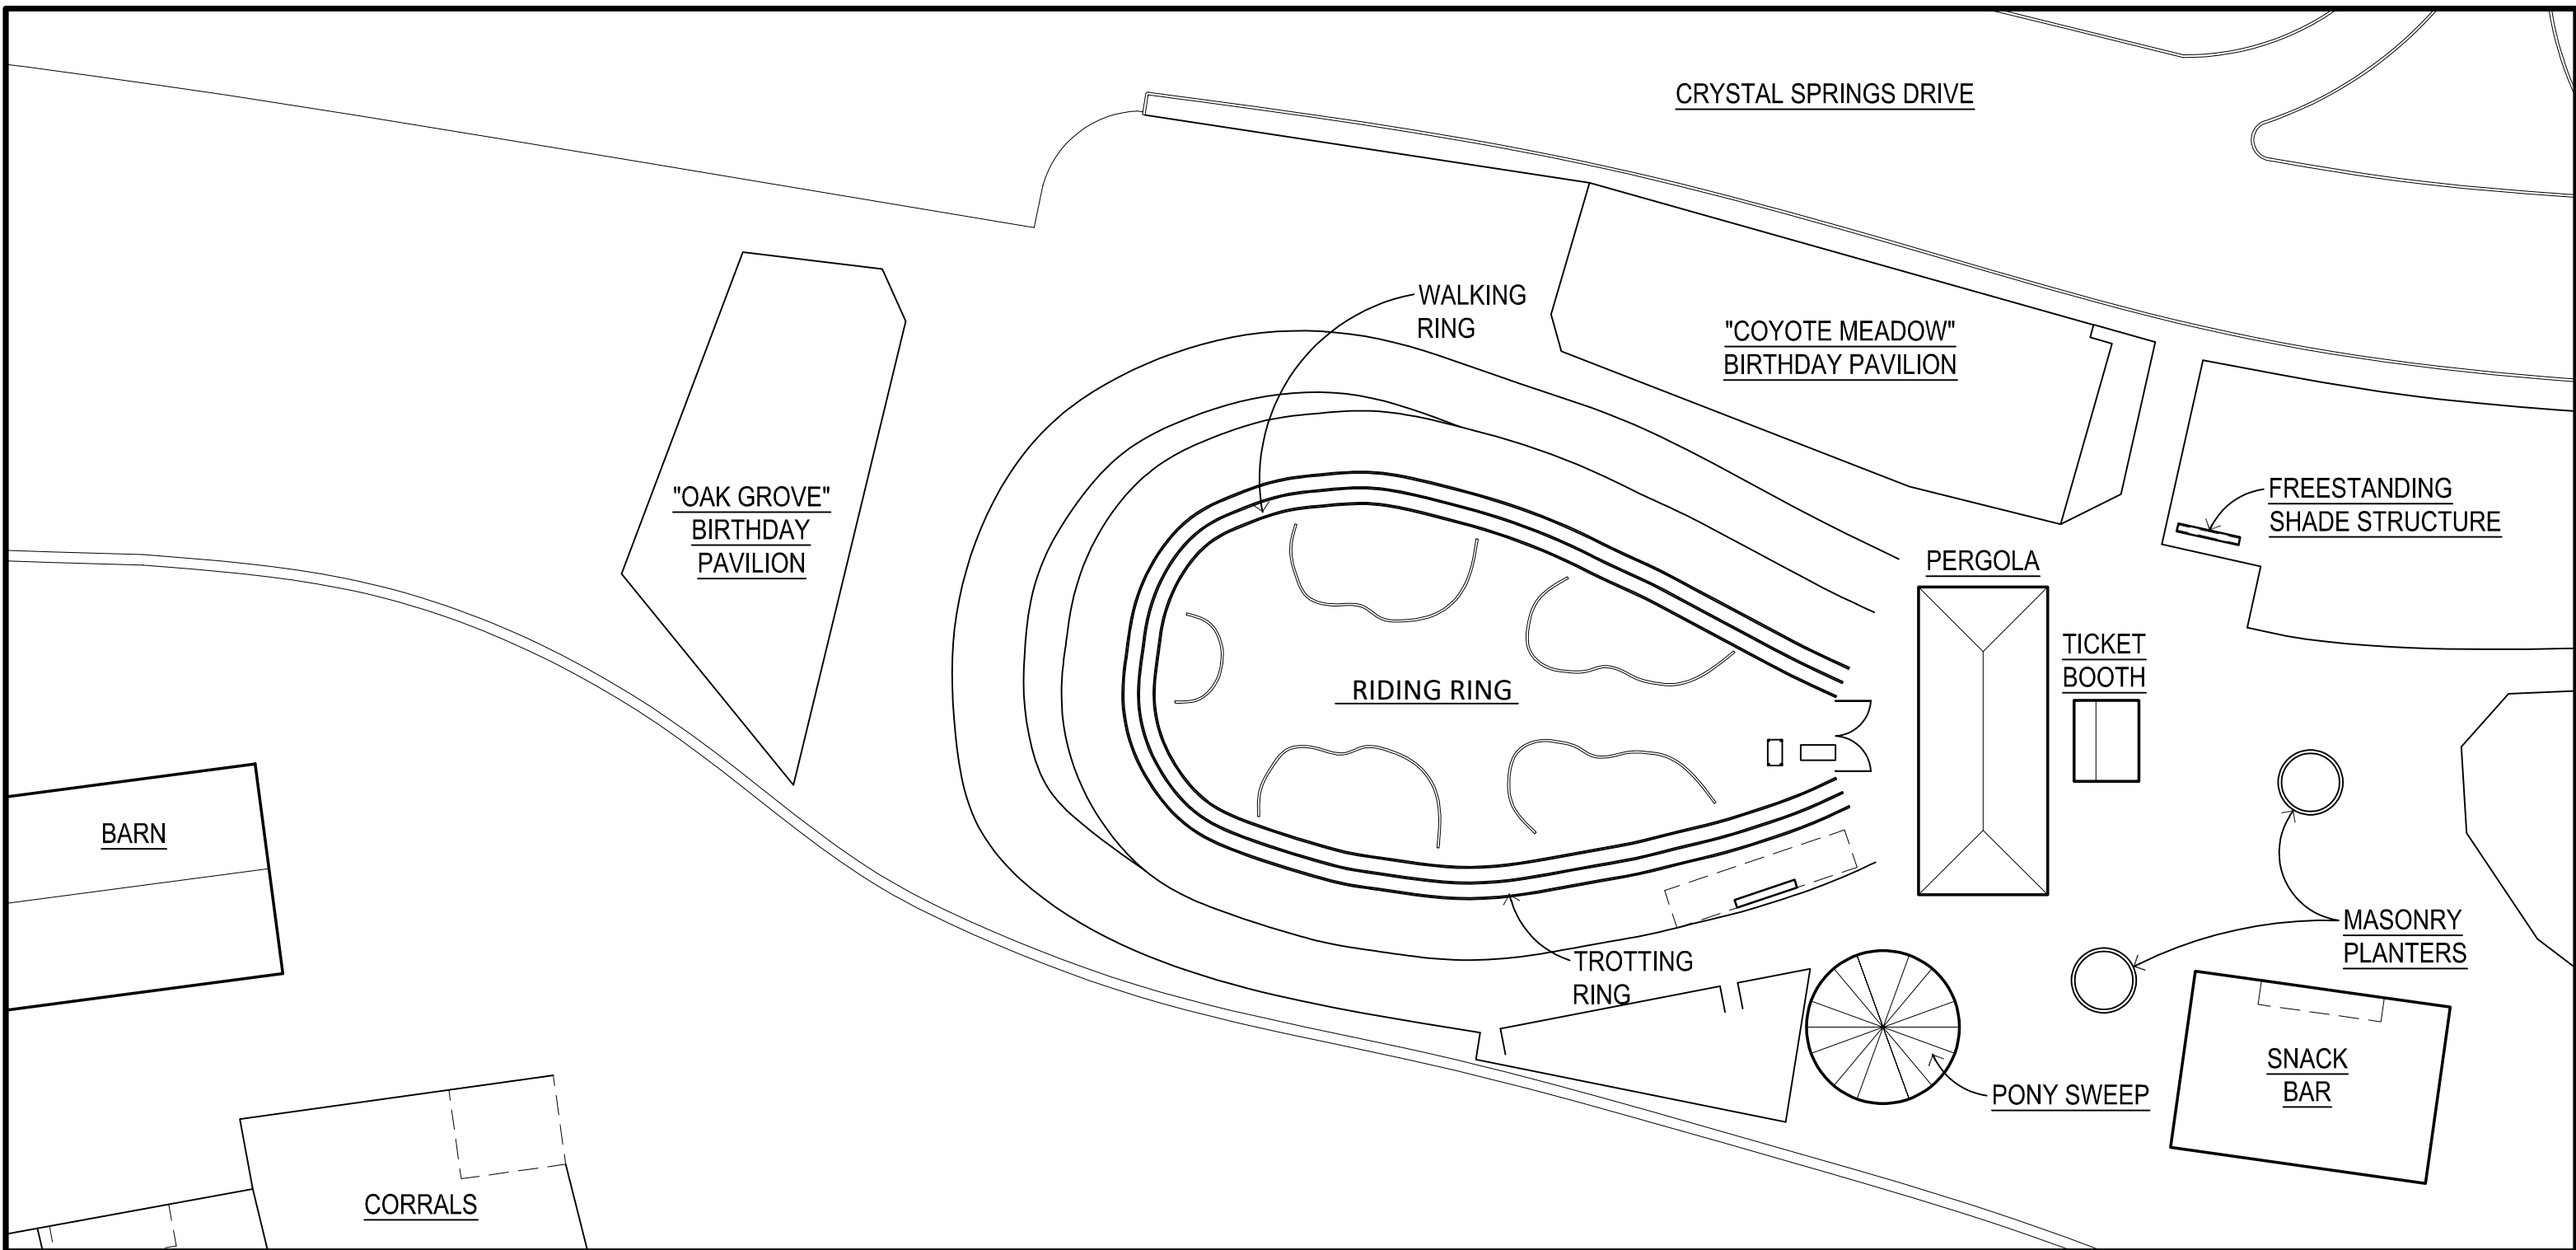 CRYSTAL SPRINGS DRIVE
WALKING
RING
"COYOTE MEADOW"
BIRTHDAY PAVILION
"OAK GROVE"
BIRTHDAY
PAVILION
FREESTANDING
SHADE STRUCTURE
PERGOLA
TICKET
BOOTH
RIDING RING
BARN
MASONRY
PLANTERS
TROTTING
RING
SNACK
BAR
PONY SWEEP
CORRALS